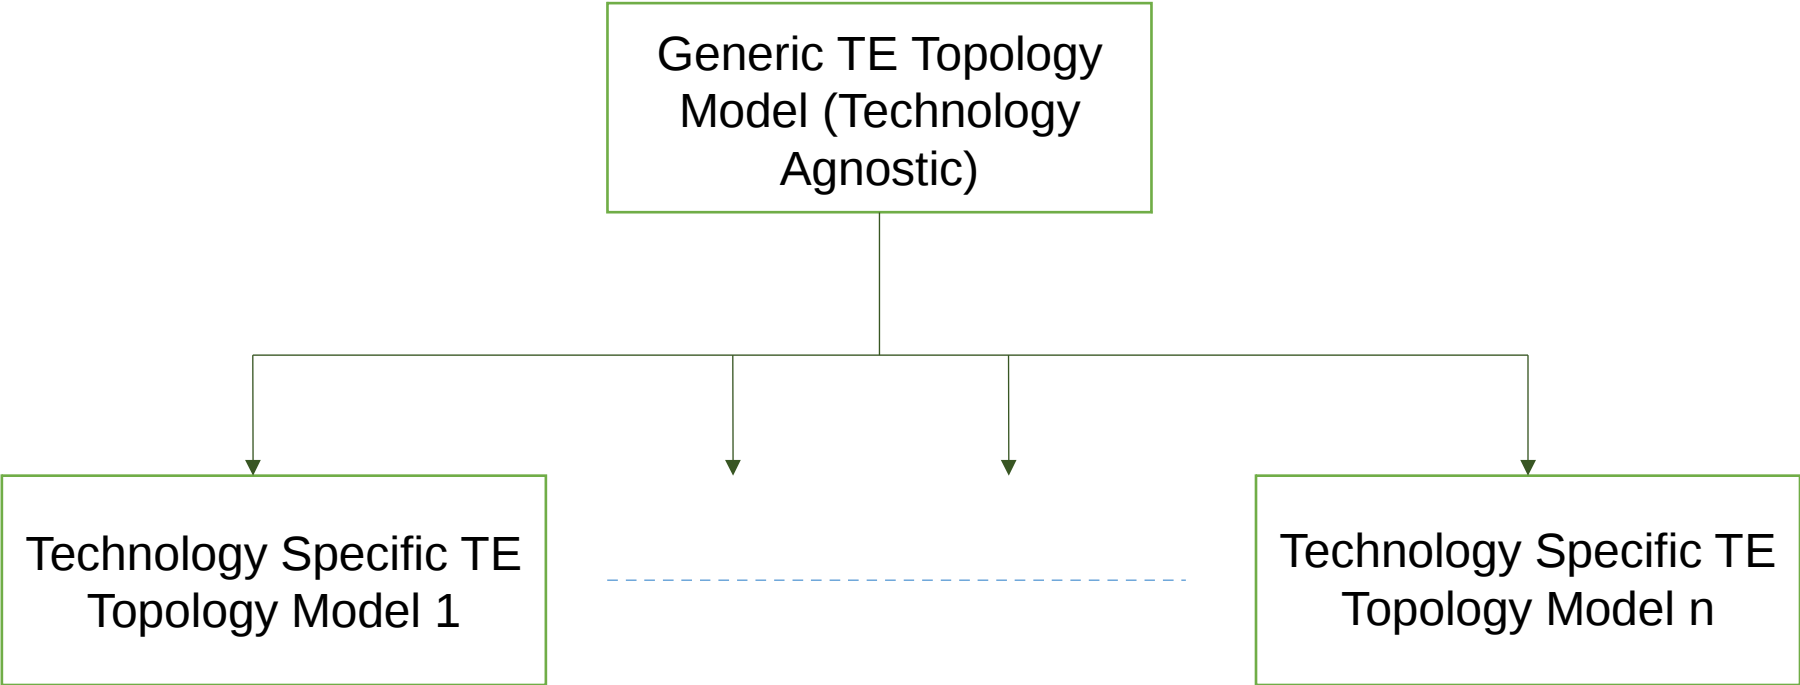 Generic TE Topology
Model (Technology
Agnostic)
Technology Specific TE
Topology Model 1
Technology Specific TE
Topology Model n